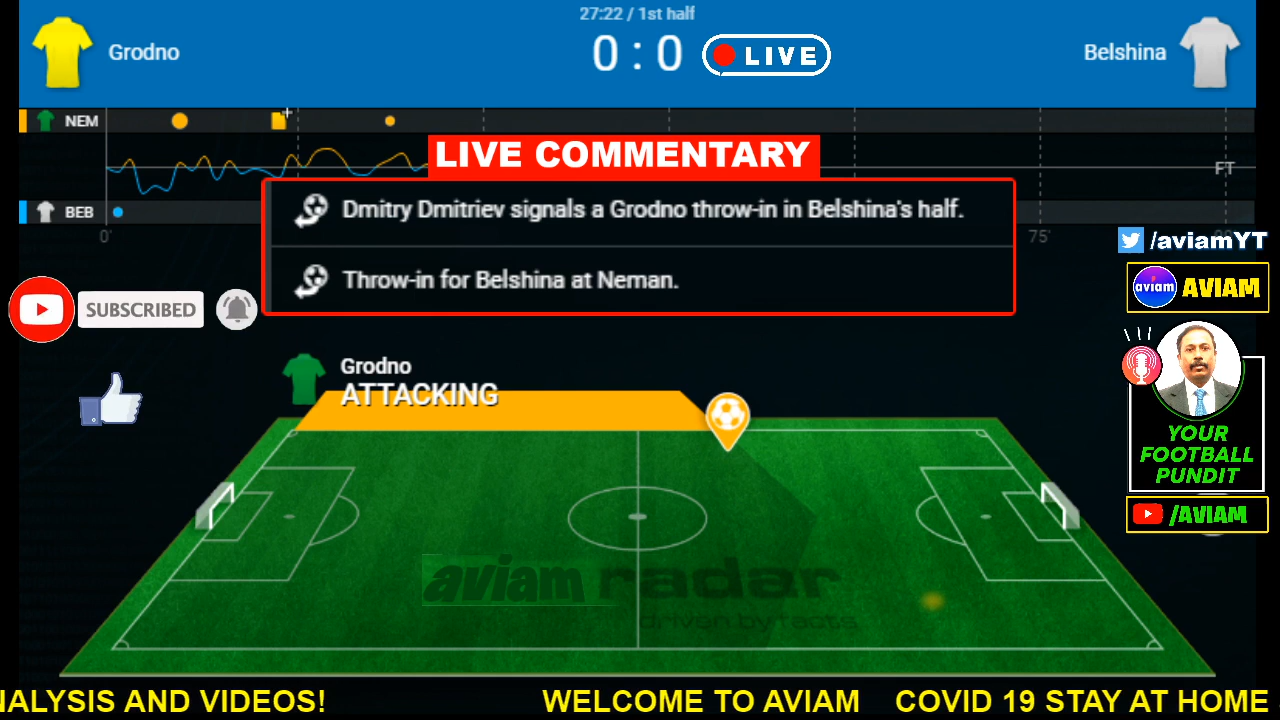 27:22 / 1st half
Grodno
0 : 0
LIVE
Belshina
NEM
LIVE COMMENTARY
FT
Dmitry Dmitriev signals a Grodno throw-in in Belshina's half.
BEB
0'
75'
/aviamYT
Throw-in for Belshina at Neman.
aviam AVIAM
SUBSCRIBED
Grodno
ATTACKING
YOUR
FOOTBALL
PUNDIT
/AVIAM
aviam radar
driven by facts
NALYSIS AND VIDEOS! WELCOME TO AVIAM COVID 19 STAY AT HOME